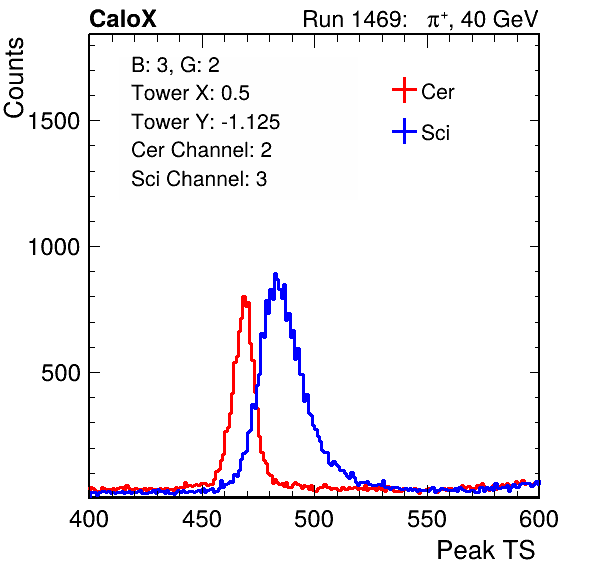 CaloX Run 1469: π⁺, 40 GeV
Counts
B: 3, G: 2
Tower X: 0.5
Tower Y: -1.125
Cer Channel: 2
Sci Channel: 3
Cer
Sci
1500
1000
500
400 450 500 550 600
Peak TS